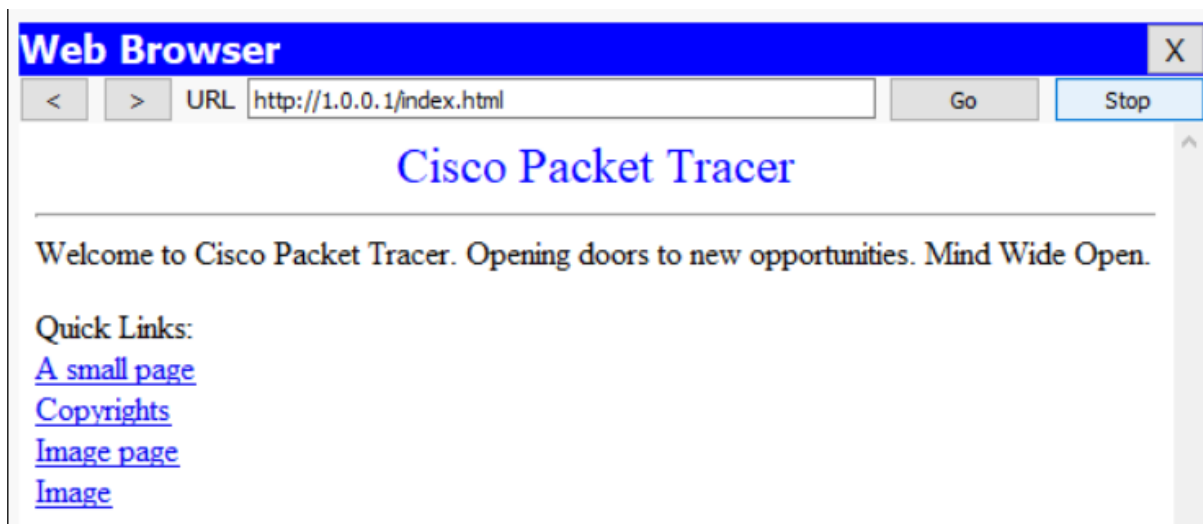 Web Browser X
< > URL http://1.0.0.1/index.html Go Stop
Cisco Packet Tracer
Welcome to Cisco Packet Tracer. Opening doors to new opportunities. Mind Wide Open.
Quick Links:
A small page
Copyrights
Image page
Image